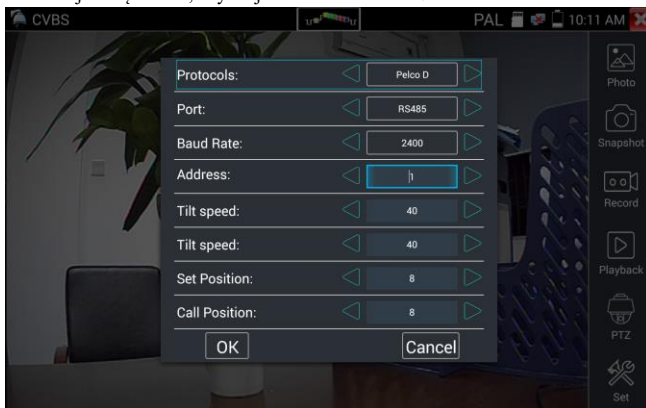 CVBS PAL 10:11 AM
Protocols: Pelco D
Port: RS485
Baud Rate: 2400
Address: 1
Tilt speed: 40
Tilt speed: 40
Set Position: 8
Call Position: 8
OK Cancel
Photo
Snapshot
Record
Playback
PTZ
Set